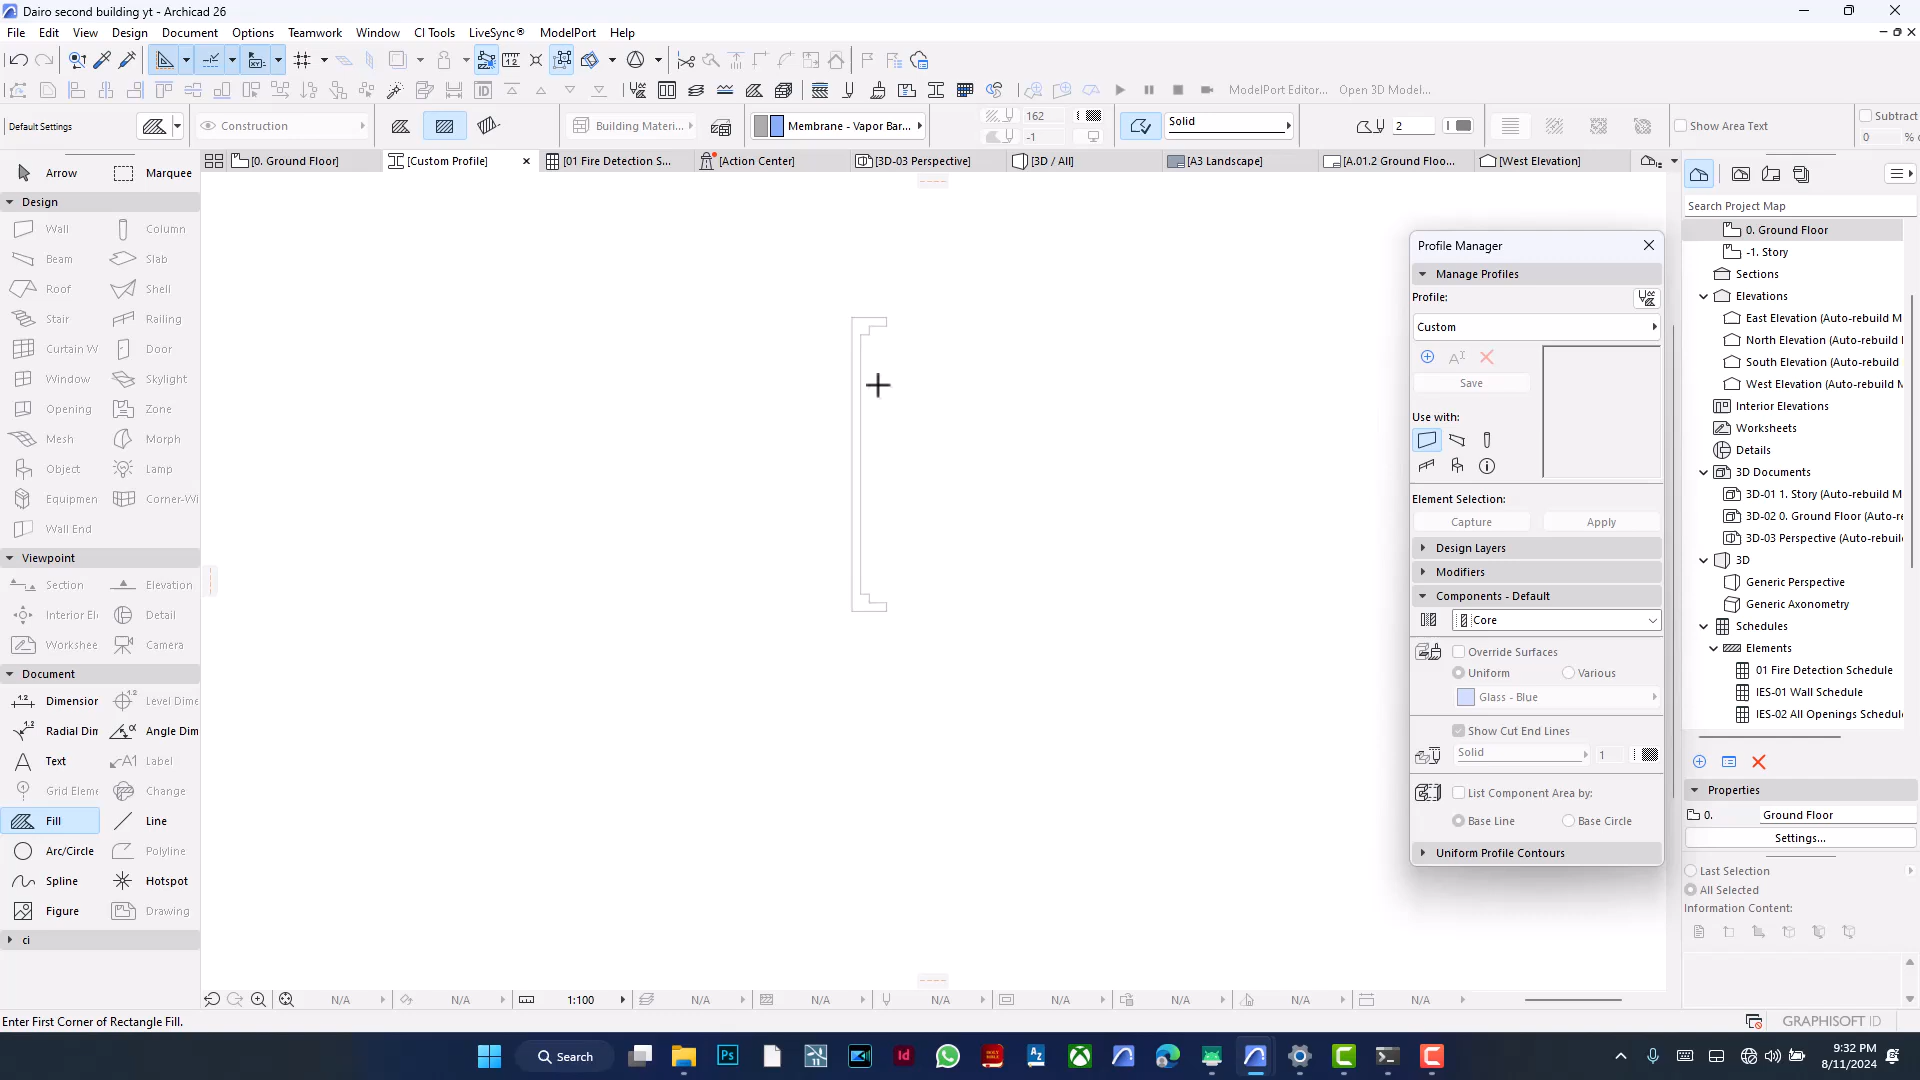 Dairo second building yt - Archicad 26
File Edit View Design Document Options Teamwork Window CI Tools LiveSync® ModelPort Help
ModelPort Editor... Open 3D Model...
Default Settings
Construction
Building Materi...
Membrane - Vapor Bar...
162
-1
Solid
2
Show Area Text
Subtract
0 %
[0. Ground Floor]
[Custom Profile]
[01 Fire Detection S...
[Action Center]
[3D-03 Perspective]
[3D / All]
[A3 Landscape]
[A.01.2 Ground Floo...
[West Elevation]
Arrow Marquee
Design
Wall Column
Beam Slab
Roof Shell
Stair Railing
Curtain W Door
Window Skylight
Opening Zone
Mesh Morph
Object Lamp
Equipmen Corner-Wi
Wall End
Viewpoint
Section Elevation
Interior El Detail
Workshee Camera
Document
Dimensior Level Dime
Radial Dim Angle Dim
Text Label
Grid Eleme Change
Fill Line
Arc/Circle Polyline
Spline Hotspot
Figure Drawing
ci
Profile Manager
Manage Profiles
Profile:
Custom
Save
Use with:
Element Selection:
Capture Apply
Design Layers
Modifiers
Components - Default
Core
Override Surfaces
Uniform Various
Glass - Blue
Show Cut End Lines
Solid 1
List Component Area by:
Base Line Base Circle
Uniform Profile Contours
Search Project Map
0. Ground Floor
-1. Story
Sections
Elevations
East Elevation (Auto-rebuild M
North Elevation (Auto-rebuild
South Elevation (Auto-rebuild
West Elevation (Auto-rebuild M
Interior Elevations
Worksheets
Details
3D Documents
3D-01 1. Story (Auto-rebuild M
3D-02 0. Ground Floor (Auto-re
3D-03 Perspective (Auto-rebuild
3D
Generic Perspective
Generic Axonometry
Schedules
Elements
01 Fire Detection Schedule
IES-01 Wall Schedule
IES-02 All Openings Schedule
Properties
0. Ground Floor
Settings...
Last Selection
All Selected
Information Content:
N/A N/A 1:100 N/A N/A N/A N/A N/A N/A N/A
Enter First Corner of Rectangle Fill.
GRAPHISOFT ID
Search
9:32 PM
8/11/2024